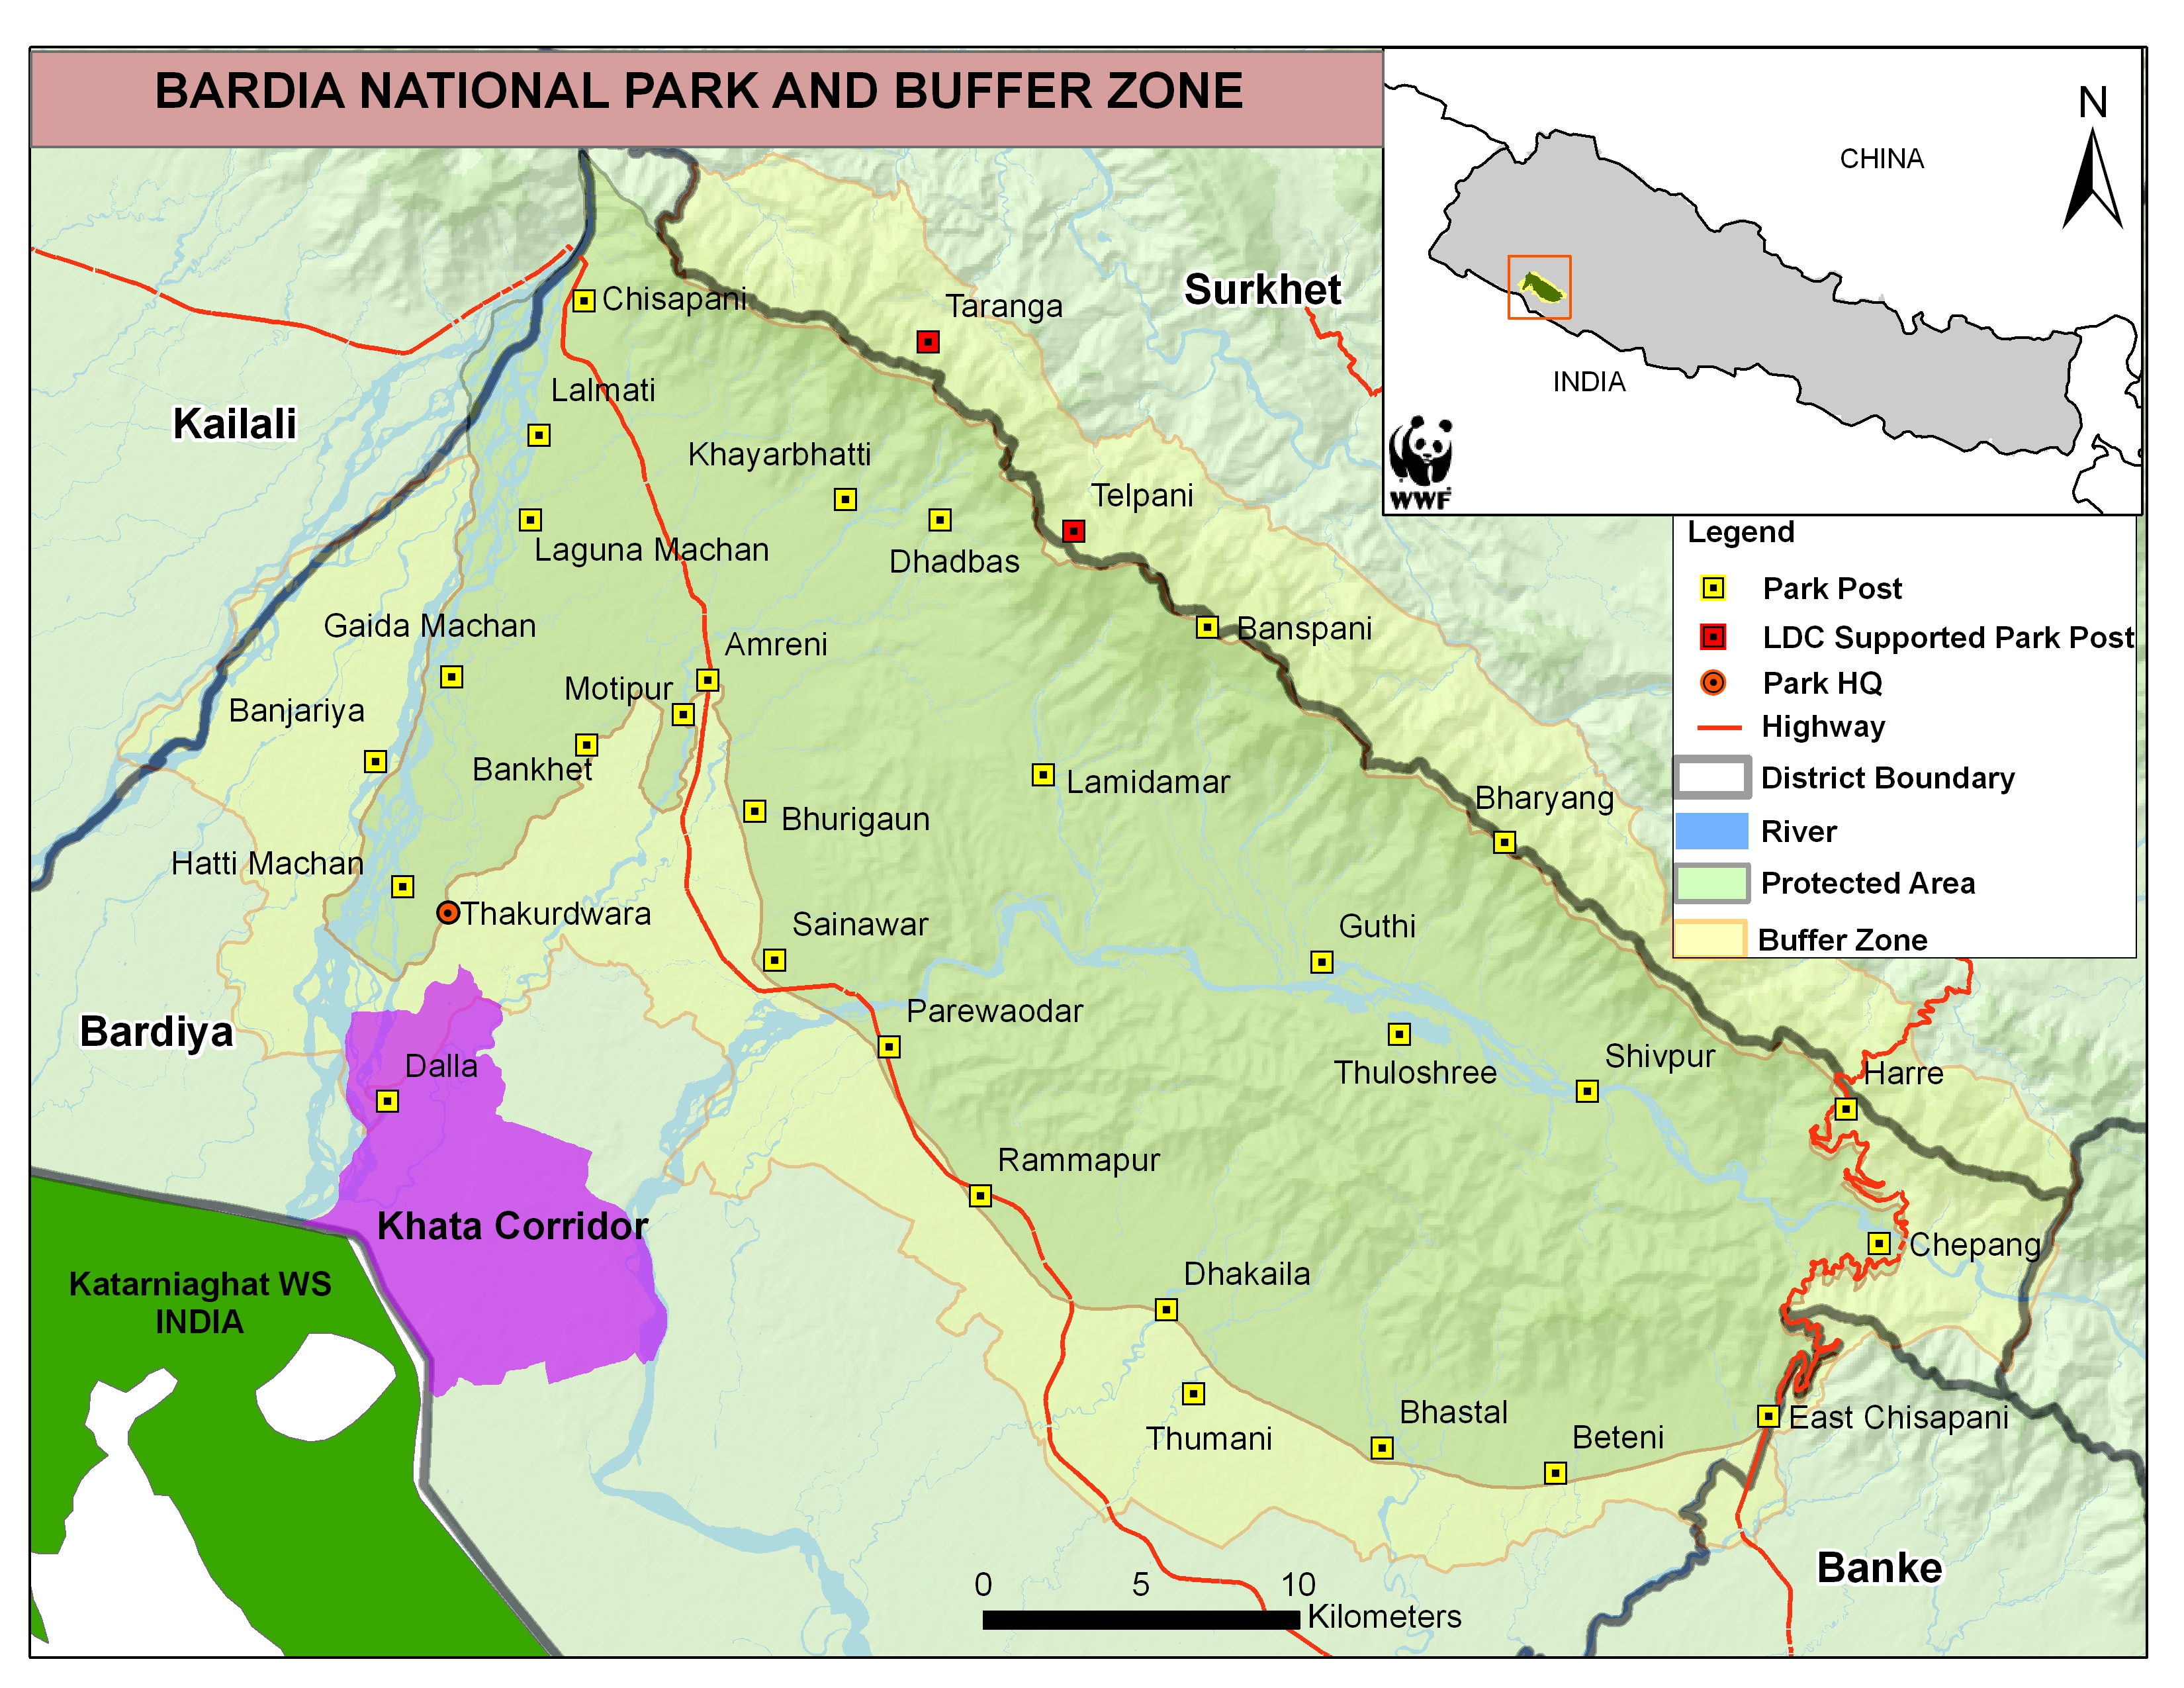 BARDIA NATIONAL PARK AND BUFFER ZONE
N
CHINA
INDIA
WWF
Surkhet
Chisapani
Taranga
Lalmati
Kailali
Khayarbhatti
Telpani
Laguna Machan
Dhadbas
Gaida Machan
Amreni
Banspani
Motipur
Banjariya
Bankhet
Lamidamar
Bharyang
Bhurigaun
Hatti Machan
Thakurdwara
Sainawar
Guthi
Parewaodar
Bardiya
Dalla
Thuloshree
Shivpur
Harre
Rammapur
Khata Corridor
Chepang
Dhakaila
Katarniaghat WS
INDIA
Thumani
Bhastal
East Chisapani
Beteni
Banke
Legend
Park Post
LDC Supported Park Post
Park HQ
Highway
District Boundary
River
Protected Area
Buffer Zone
0 5 10
Kilometers